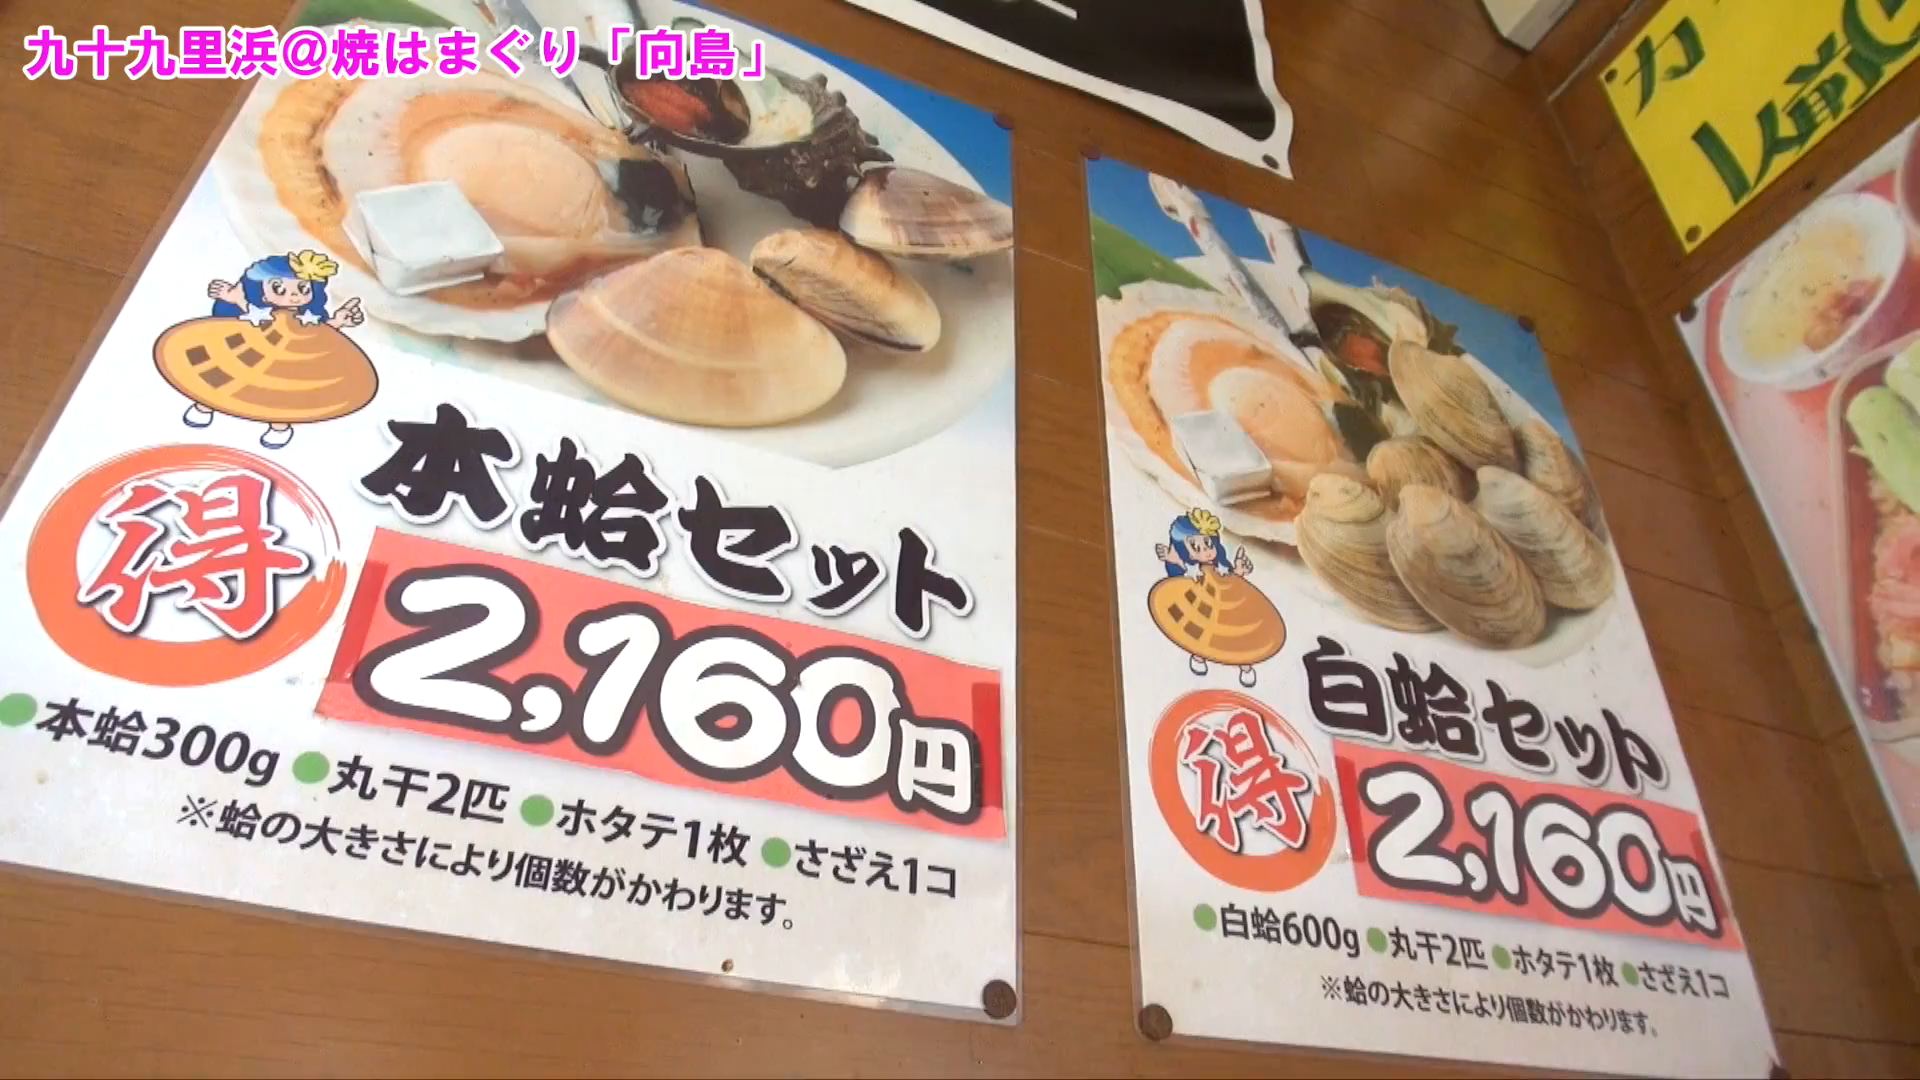 九十九里浜@焼はまぐり「向島」
本蛤セット
得
2,160円
●本蛤300g ●丸干2匹 ●ホタテ1枚 ●さざえ1コ
※蛤の大きさにより個数がかわります。
白蛤セット
得
2,160円
●白蛤600g ●丸干2匹 ●ホタテ1枚 ●さざえ1コ
※蛤の大きさにより個数がかわります。